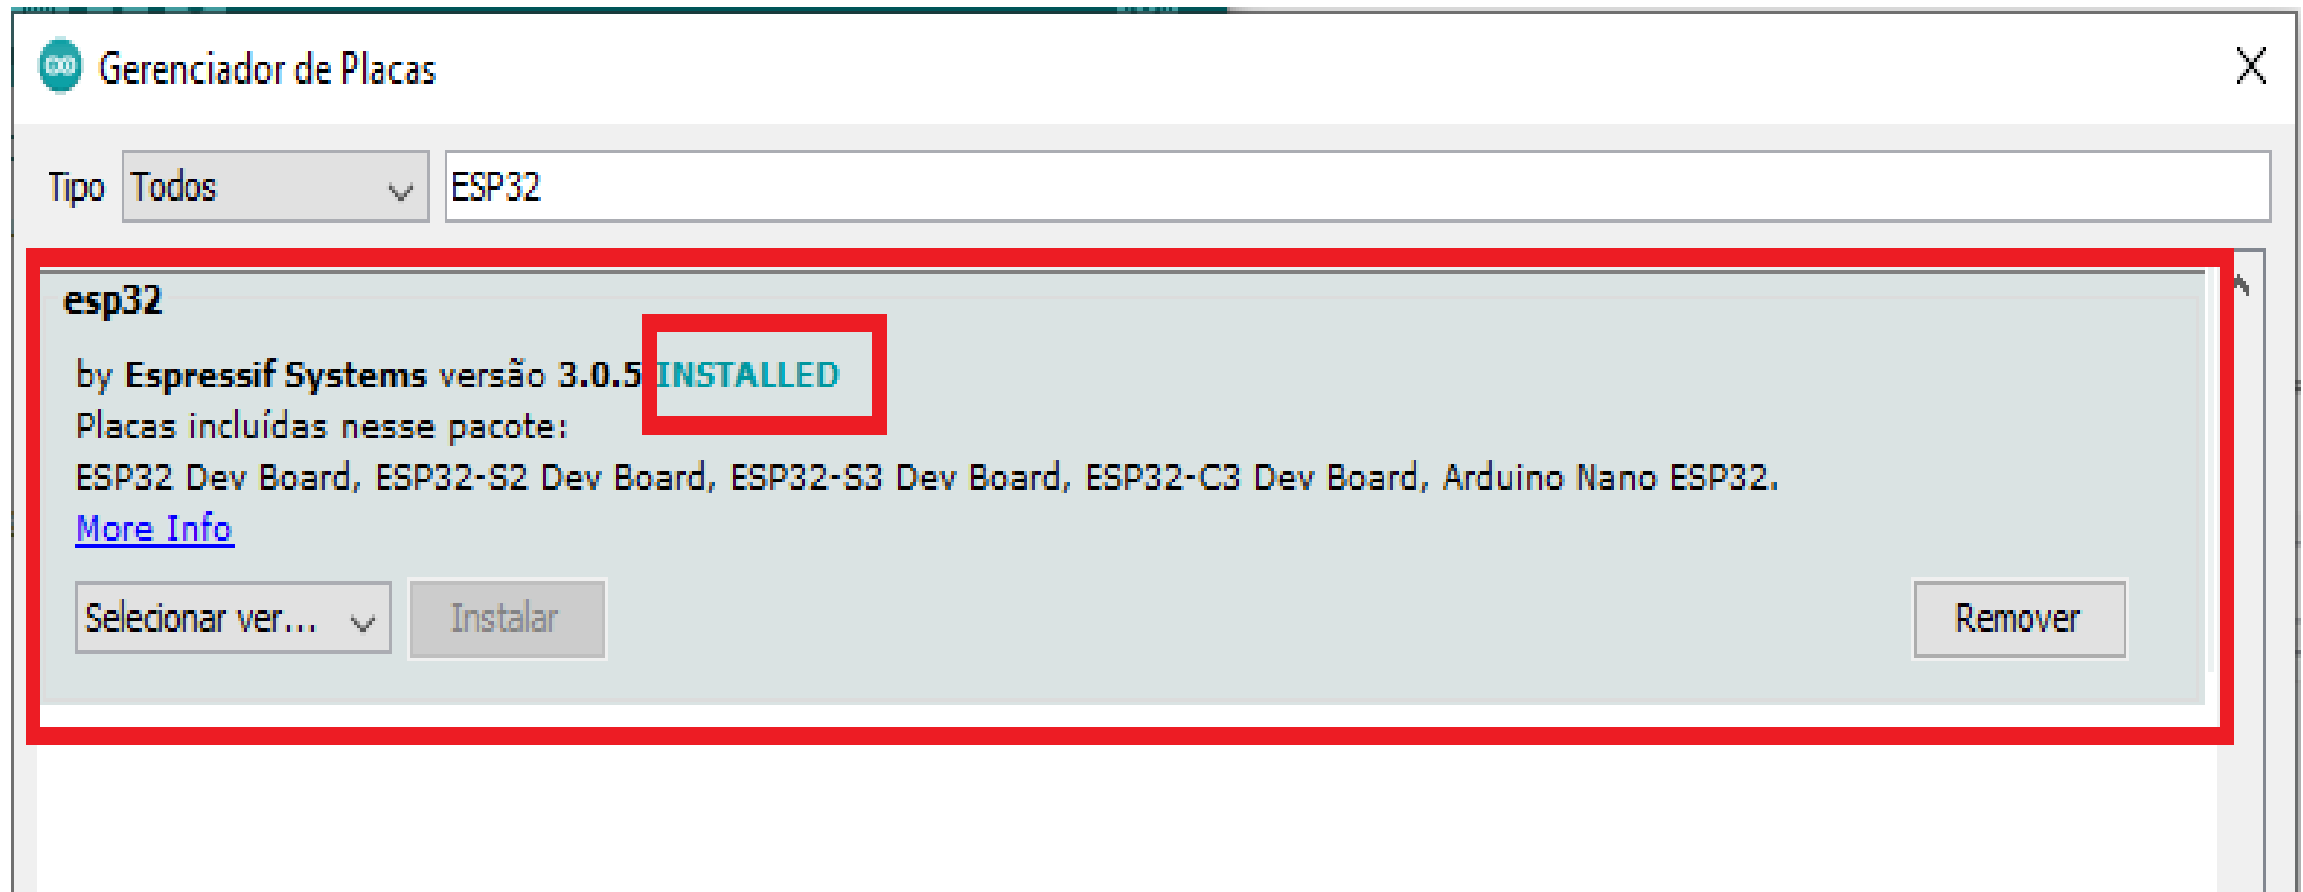 Gerenciador de Placas
Tipo Todos ESP32
esp32
by Espressif Systems versão 3.0.5 INSTALLED
Placas incluídas nesse pacote:
ESP32 Dev Board, ESP32-S2 Dev Board, ESP32-S3 Dev Board, ESP32-C3 Dev Board, Arduino Nano ESP32.
More Info
Selecionar ver... Instalar Remover